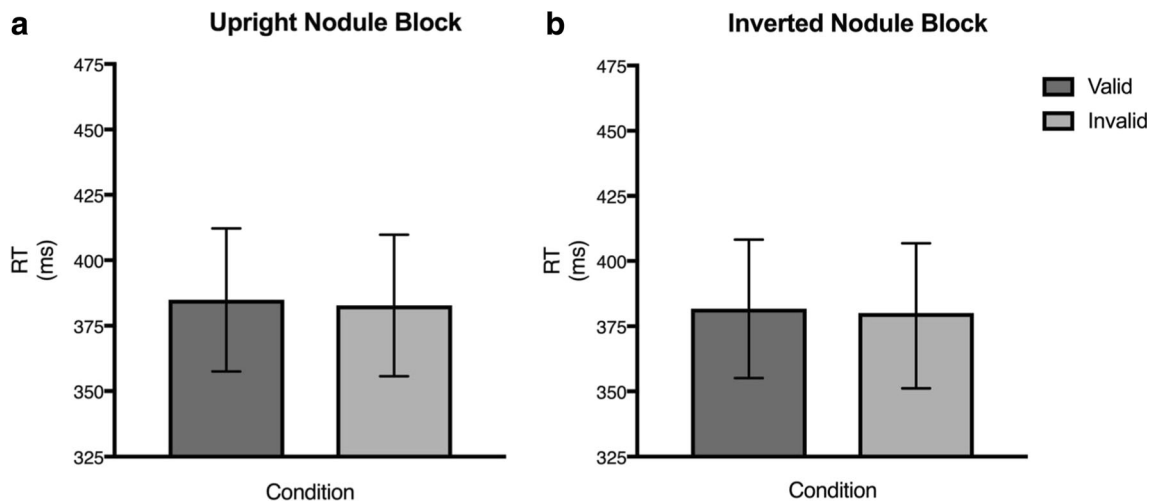 a
Upright Nodule Block
475
450
425
400
375
350
325
RT
(ms)
Condition
b
Inverted Nodule Block
475
450
425
400
375
350
325
RT
(ms)
Condition
Valid
Invalid